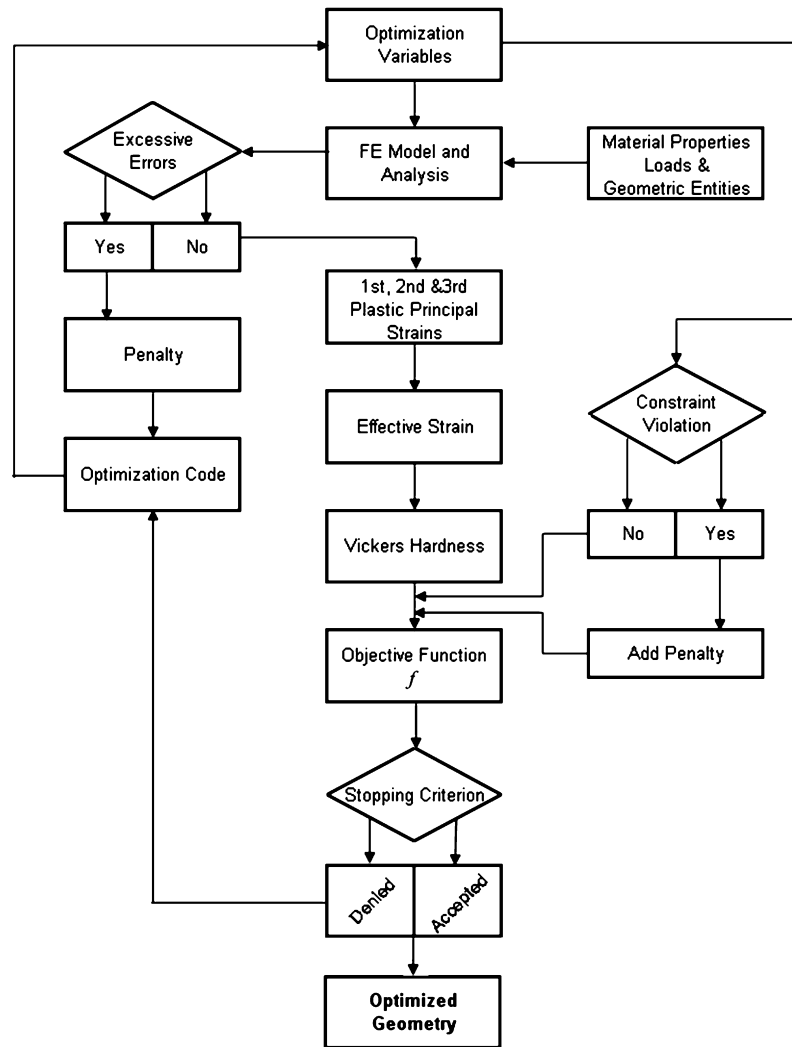 Optimization
Variables
Excessive
Errors
FE Model and
Analysis
Material Properties
Loads &
Geometric Entities
Yes
No
1st, 2nd &3rd
Plastic Principal
Strains
Penalty
Constraint
Violation
Effective Strain
Optimization Code
No
Yes
Vickers Hardness
Objective Function
f
Add Penalty
Stopping Criterion
Denied
Accepted
Optimized
Geometry